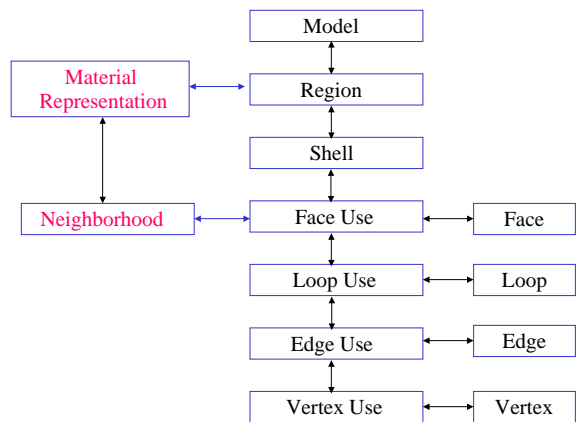 Model
Material
Representation
Region
Shell
Neighborhood
Face Use
Face
Loop Use
Loop
Edge Use
Edge
Vertex Use
Vertex